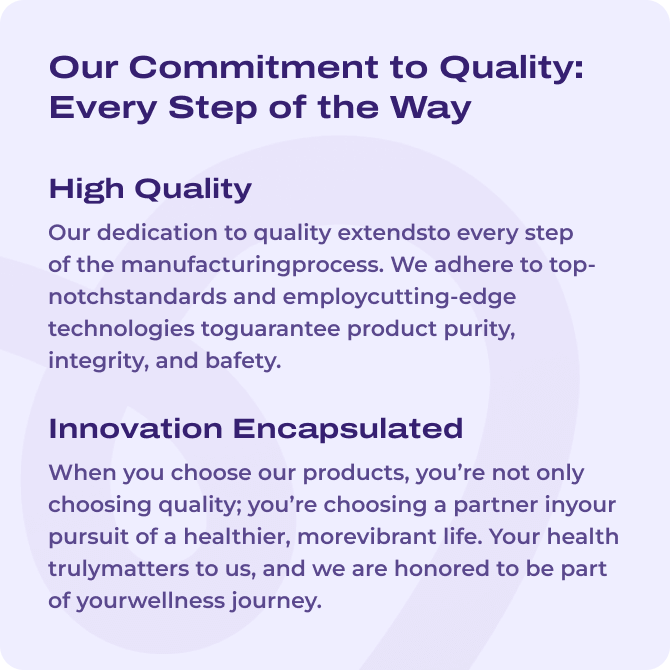 Our Commitment to Quality:
Every Step of the Way
High Quality
Our dedication to quality extendsto every step
of the manufacturingprocess. We adhere to top-
notchstandards and employcutting-edge
technologies toguarantee product purity,
integrity, and bafety.
Innovation Encapsulated
When you choose our products, you’re not only
choosing quality; you’re choosing a partner inyour
pursuit of a healthier, morevibrant life. Your health
trulymatters to us, and we are honored to be part
of yourwellness journey.